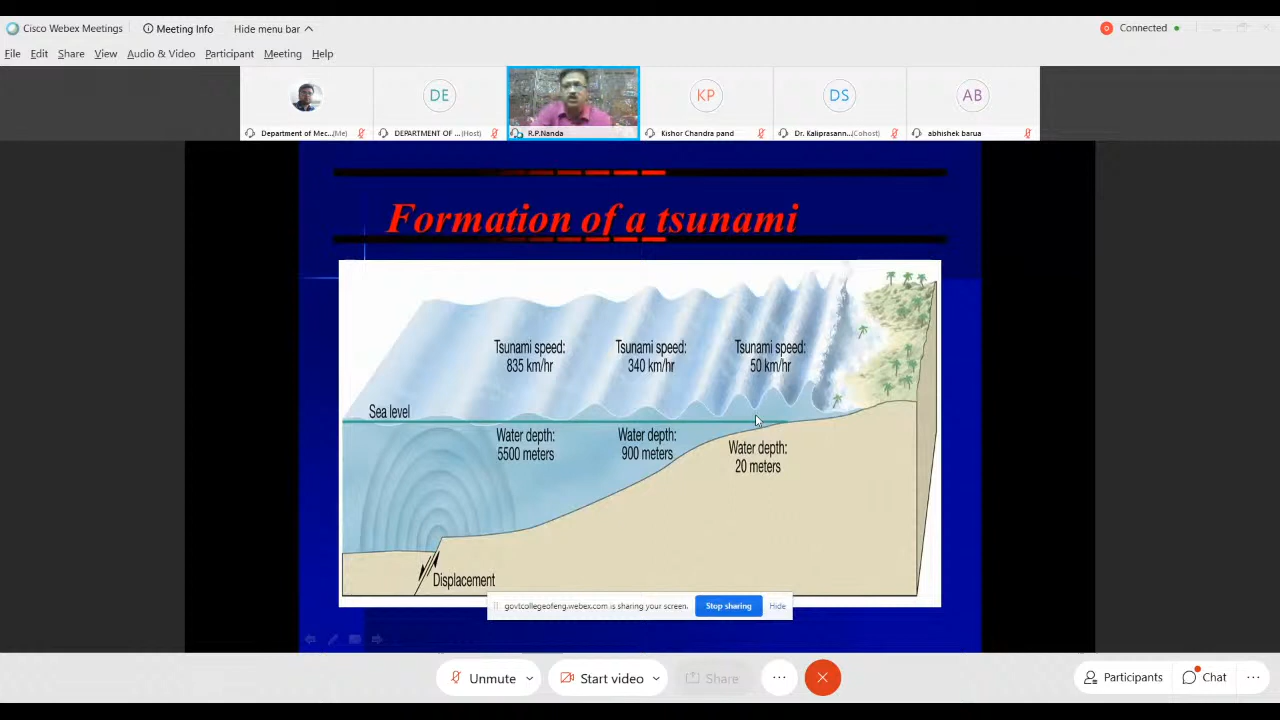 Cisco Webex Meetings
Meeting Info
Hide menu bar
Connected
File Edit Share View Audio & Video Participant Meeting Help
DE
KP
DS
AB
Department of Mec...(Me)
DEPARTMENT OF ...(Host)
R.P.Nanda
Kishor Chandra pand
Dr. Kaliprasann...(Cohost)
abhishek barua
Formation of a tsunami
Tsunami speed:
835 km/hr
Tsunami speed:
340 km/hr
Tsunami speed:
50 km/hr
Sea level
Water depth:
5500 meters
Water depth:
900 meters
Water depth:
20 meters
Displacement
govtcollegeofeng.webex.com is sharing your screen.
Stop sharing
Hide
Unmute
Start video
Share
Participants
Chat